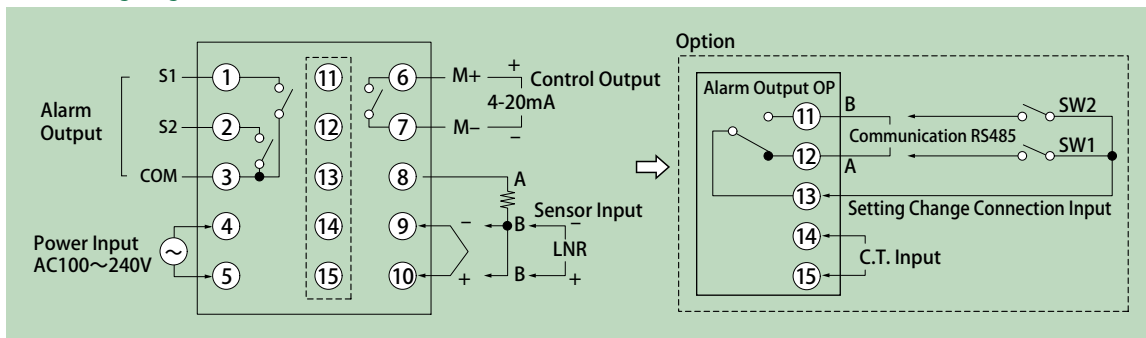 Option
S1 1 11 6 M+ + Control Output
4-20mA
Alarm Output
S2 2 12 7 M− −
COM 3 13 8 A
Sensor Input
Power Input
AC100〜240V
4 14 9 − B −
LNR
5 15 10 + B +
Alarm Output OP
11 B SW2
Communication RS485
12 A SW1
13 Setting Change Connection Input
14
C.T. Input
15